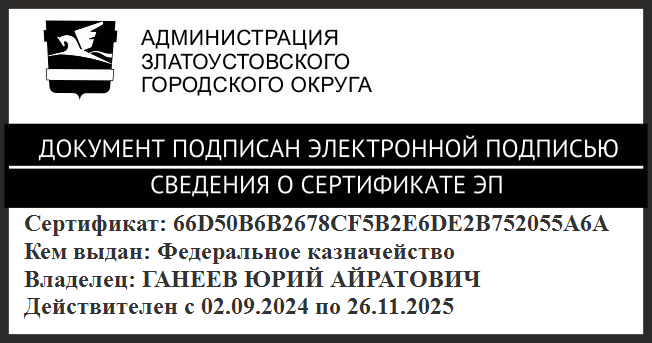 АДМИНИСТРАЦИЯ
ЗЛАТОУСТОВСКОГО
ГОРОДСКОГО ОКРУГА
ДОКУМЕНТ ПОДПИСАН ЭЛЕКТРОННОЙ ПОДПИСЬЮ
СВЕДЕНИЯ О СЕРТИФИКАТЕ ЭП
Сертификат: 66D50B6B2678CF5B2E6DE2B752055A6A
Кем выдан: Федеральное казначейство
Владелец: ГАНЕЕВ ЮРИЙ АЙРАТОВИЧ
Действителен с 02.09.2024 по 26.11.2025